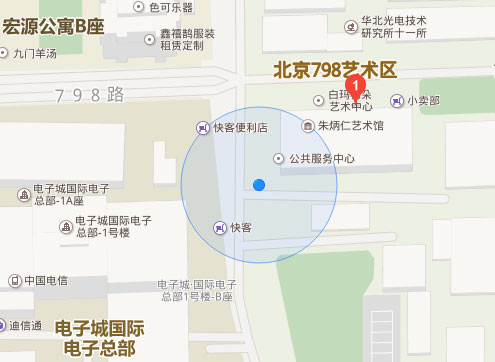 色可乐器
宏源公寓B座
鑫禧鹊服装
租赁定制
华北光电技术
研究所十一所
九门羊汤
北京798艺术区
798路
白玛
朵
艺术中心
1
小卖部
快客便利店
朱炳仁艺术馆
公共服务中心
电子城国际电子
总部-1A座
电子城国际电子
总部-1号楼
快客
中国电信
电子城·国际电子
总部1号楼-B座
迪信通
电子城国际
电子总部